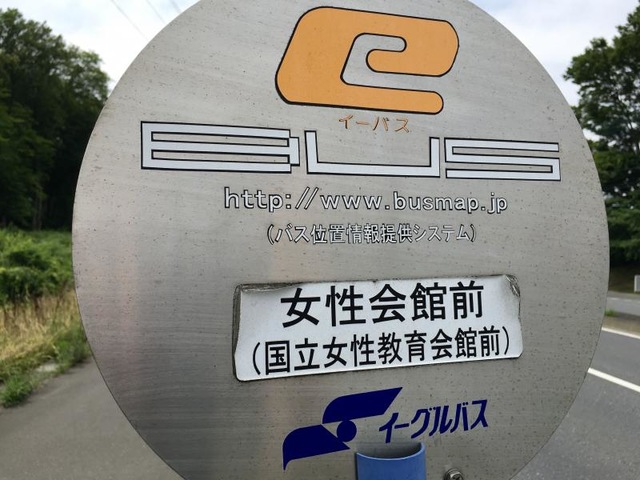 e
イーバス
BUS
http://www.busmap.jp
(バス位置情報提供システム)
女性会館前
(国立女性教育会館前)
イーグルバス